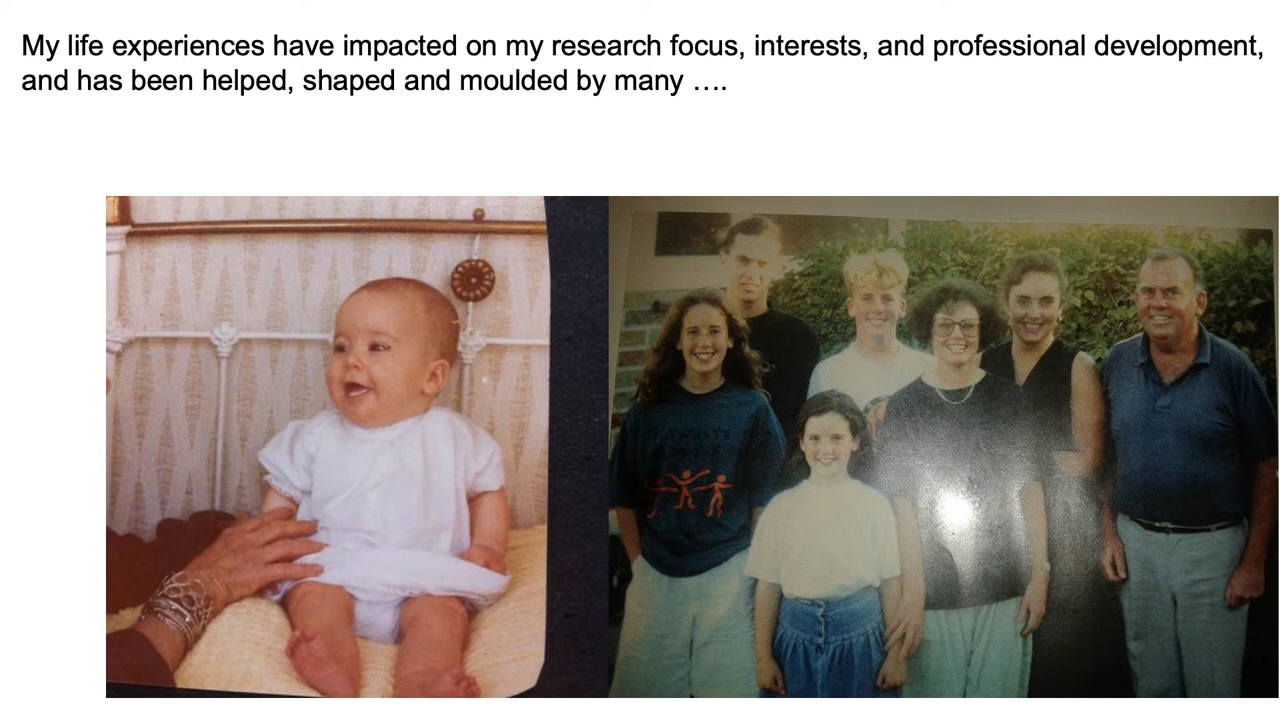 My life experiences have impacted on my research focus, interests, and professional development,
and has been helped, shaped and moulded by many ….